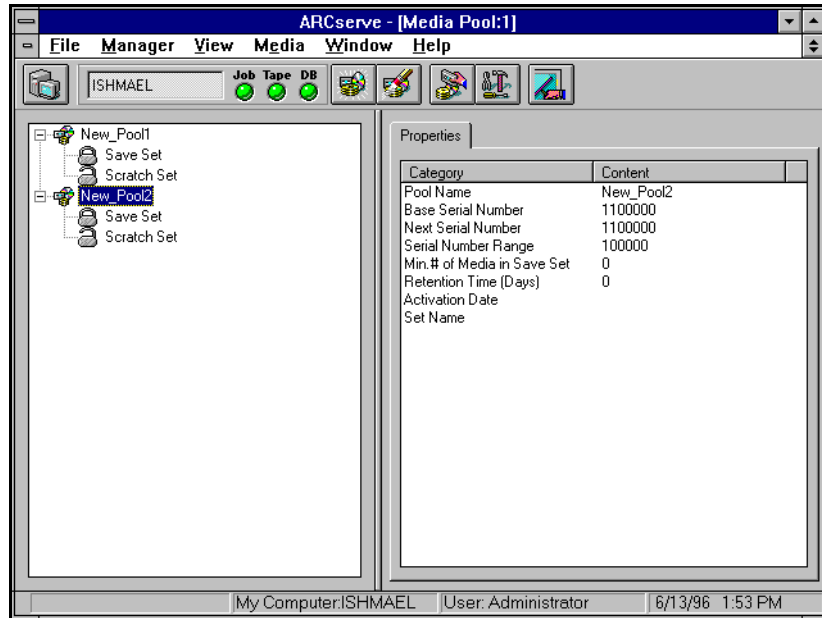 ARCserve - [Media Pool:1]
File Manager View Media Window Help
ISHMAEL
Job Tape DB
New_Pool1
Save Set
Scratch Set
New_Pool2
Save Set
Scratch Set
Properties
Category Content
Pool Name New_Pool2
Base Serial Number 1100000
Next Serial Number 1100000
Serial Number Range 100000
Min.# of Media in Save Set 0
Retention Time (Days) 0
Activation Date
Set Name
My Computer:ISHMAEL User: Administrator 6/13/96 1:53 PM